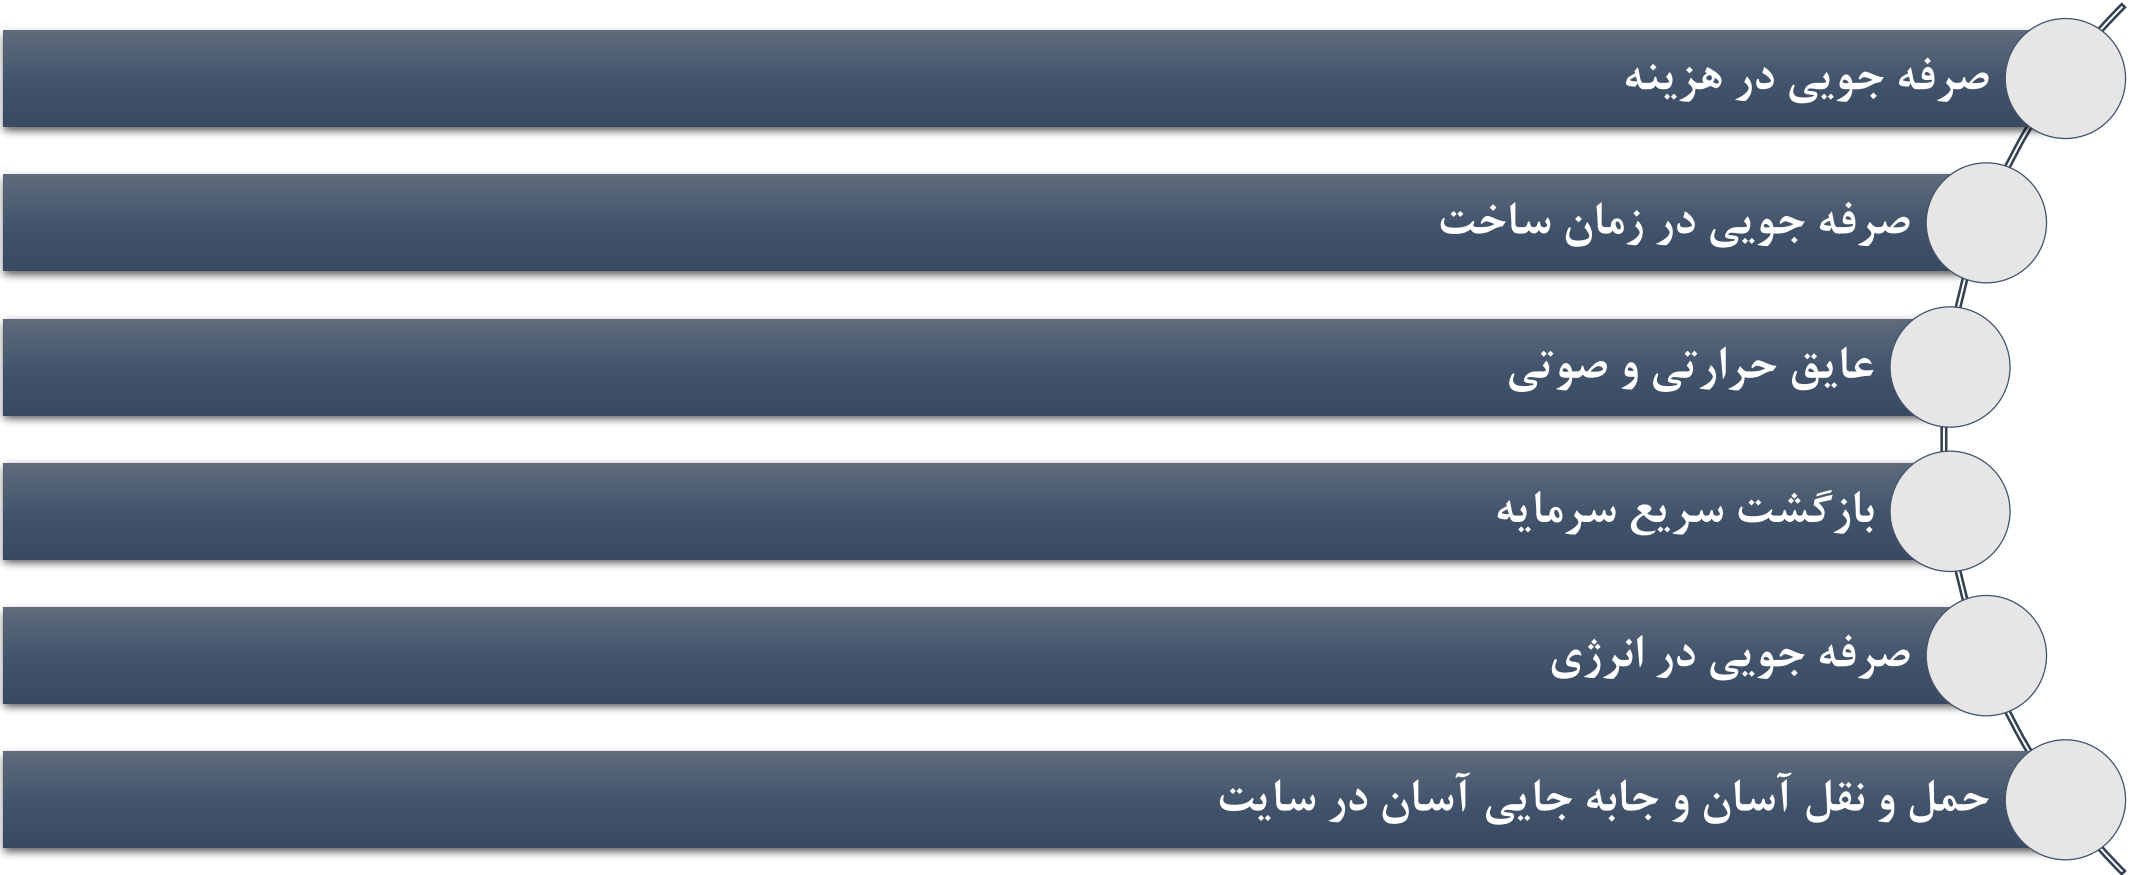 صرفه جویی در هزینه
صرفه جویی در زمان ساخت
عایق حرارتی و صوتی
بازگشت سریع سرمایه
صرفه جویی در انرژی
حمل و نقل آسان و جابه جایی آسان در سایت